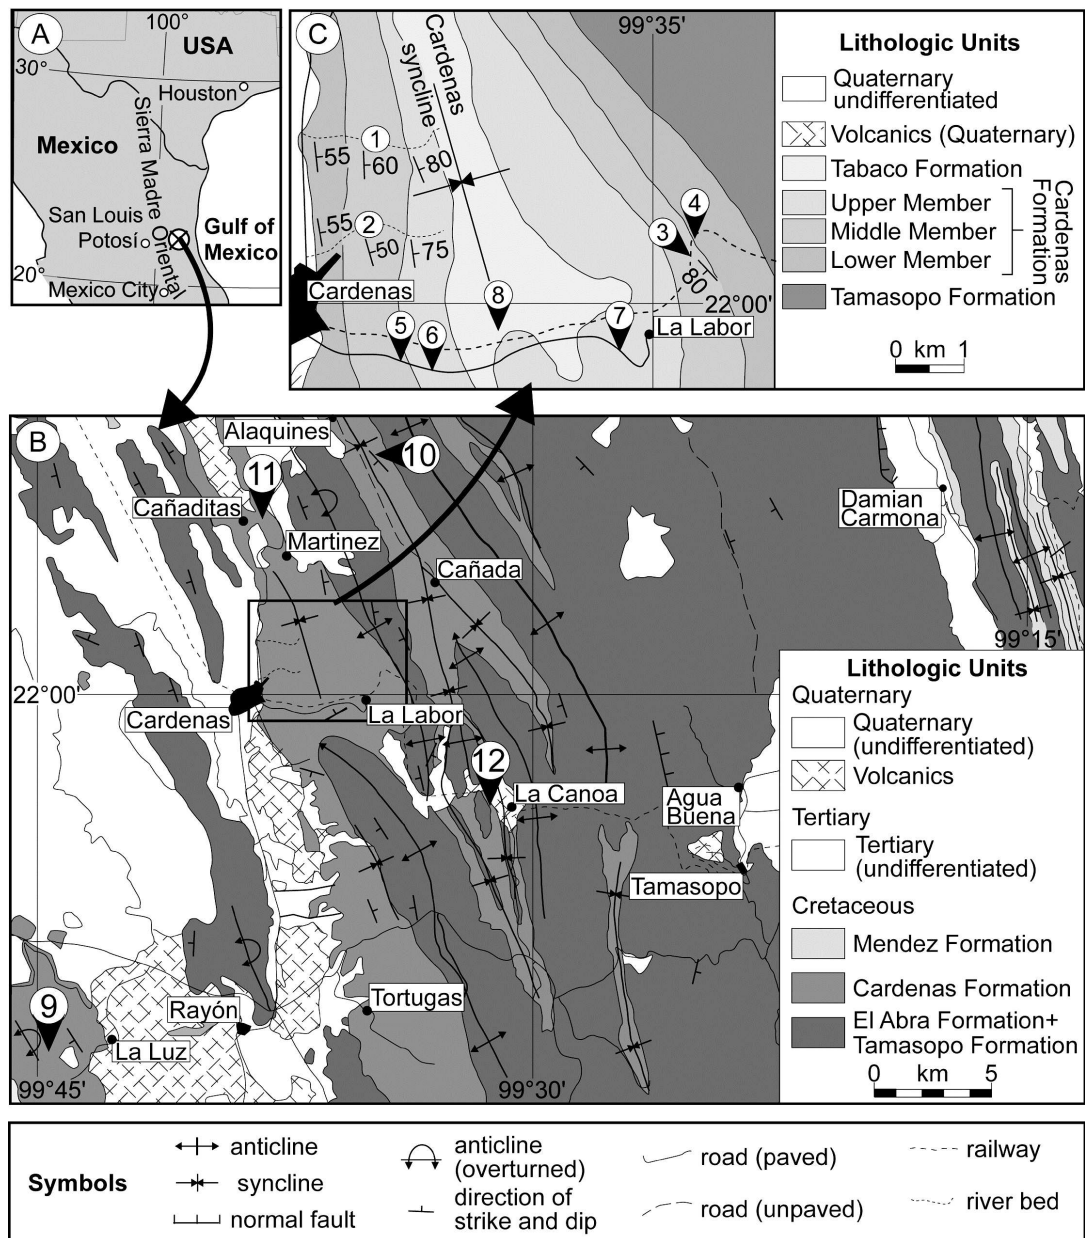 A
100°
USA
30°
Houston
Sierra Madre Oriental
Mexico
San Louis
Potosí
Gulf of
Mexico
20°
Mexico City
C
99°35'
Cardenas
syncline
1
55
60
80
2
55
50
75
4
3
80
Cardenas
8
22°00'
7
La Labor
5
6
Lithologic Units
Quaternary
undifferentiated
Volcanics (Quaternary)
Tabaco Formation
Upper Member
Middle Member
Lower Member
Cardenas
Formation
Tamasopo Formation
0 km 1
B
Alaquines
10
11
Cañaditas
Martinez
Cañada
Damian
Carmona
99°15'
22°00'
Cardenas
La Labor
12
La Canoa
Agua
Buena
Tamasopo
Rayón
Tortugas
9
La Luz
99°45'
99°30'
Lithologic Units
Quaternary
Quaternary
(undifferentiated)
Volcanics
Tertiary
Tertiary
(undifferentiated)
Cretaceous
Mendez Formation
Cardenas Formation
El Abra Formation+
Tamasopo Formation
0 km 5
Symbols
anticline
syncline
normal fault
anticline
(overturned)
direction of
strike and dip
road (paved)
road (unpaved)
railway
river bed